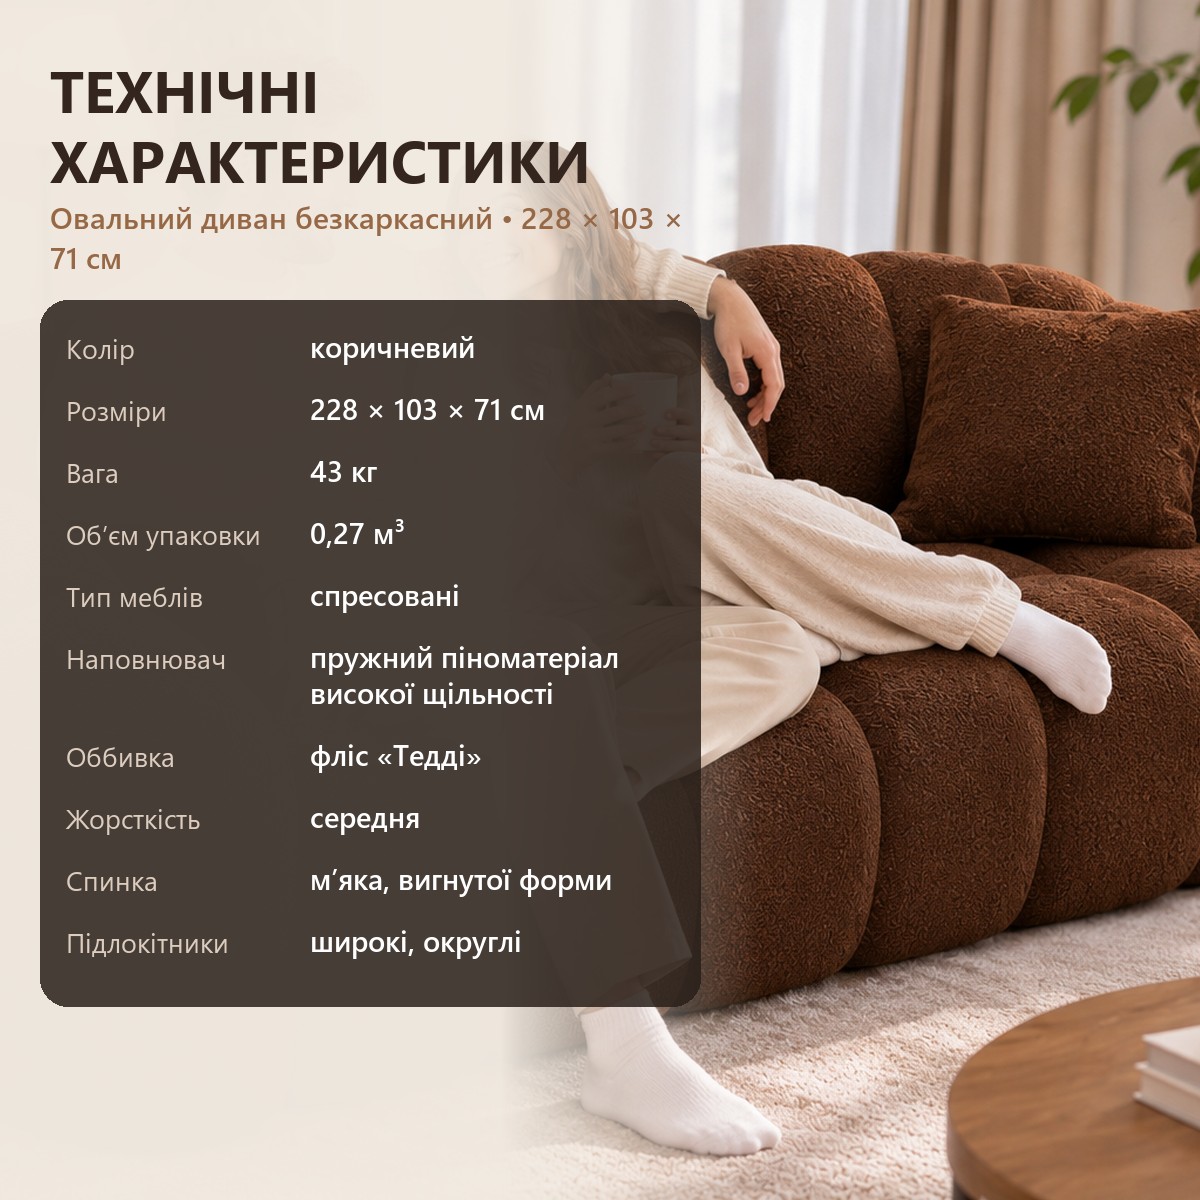 ТЕХНІЧНІ
ХАРАКТЕРИСТИКИ
Овальний диван безкаркасний • 228 × 103 ×
71 см
Колір коричневий
Розміри 228 × 103 × 71 см
Вага 43 кг
Об’єм упаковки 0,27 м³
Тип меблів спресовані
Наповнювач пружний піноматеріал
високої щільності
Оббивка фліс «Тедді»
Жорсткість середня
Спинка м’яка, вигнутої форми
Підлокітники широкі, округлі